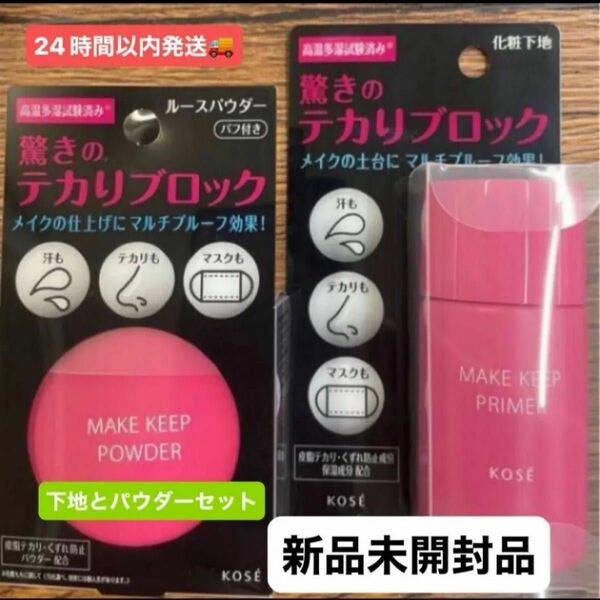 24時間以内発送🚚
高温多湿試験済み※
ルースパウダー
パフ付き
驚きの
テカりブロック
メイクの仕上げにマルチプルーフ効果!
汗も
テカリも
マスクも
MAKE KEEP
POWDER
下地とパウダーセット
皮脂テカリ・くずれ防止
パウダー 配合
KOSÉ
高温多湿試験済み※
化粧下地
驚きの
テカりブロック
メイクの土台に マルチプルーフ効果!
汗も
テカリも
マスクも
MAKE KEEP
PRIMER
KOSÉ
皮脂テカリ・くずれ防止成分
保湿成分 配合
KOSÉ
新品未開封品